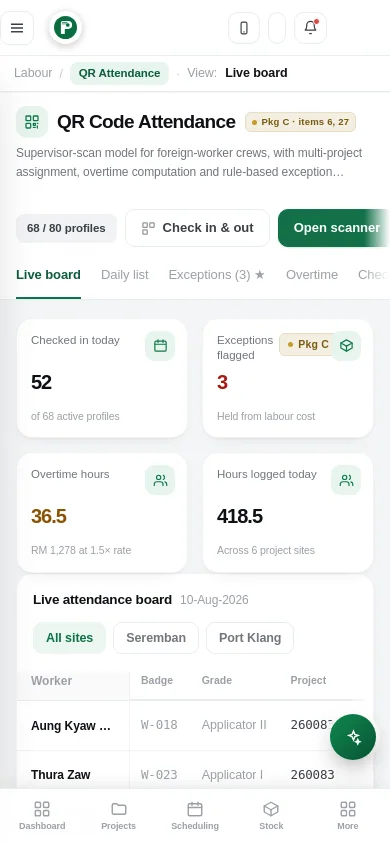 Labour / QR Attendance · View: Live board
QR Code Attendance Pkg C · items 6, 27
Supervisor-scan model for foreign-worker crews, with multi-project
assignment, overtime computation and rule-based exception…
68 / 80 profiles Check in & out Open scanner
Live board Daily list Exceptions (3) ★ Overtime
Checked in today
52
of 68 active profiles
Exceptions flagged Pkg C
3
Held from labour cost
Overtime hours
36.5
RM 1,278 at 1.5× rate
Hours logged today
418.5
Across 6 project sites
Live attendance board 10-Aug-2026
All sites Seremban Port Klang
Worker Badge Grade Project
Aung Kyaw … W-018 Applicator II
Thura Zaw W-023 Applicator I 260083
Dashboard Projects Scheduling Stock More